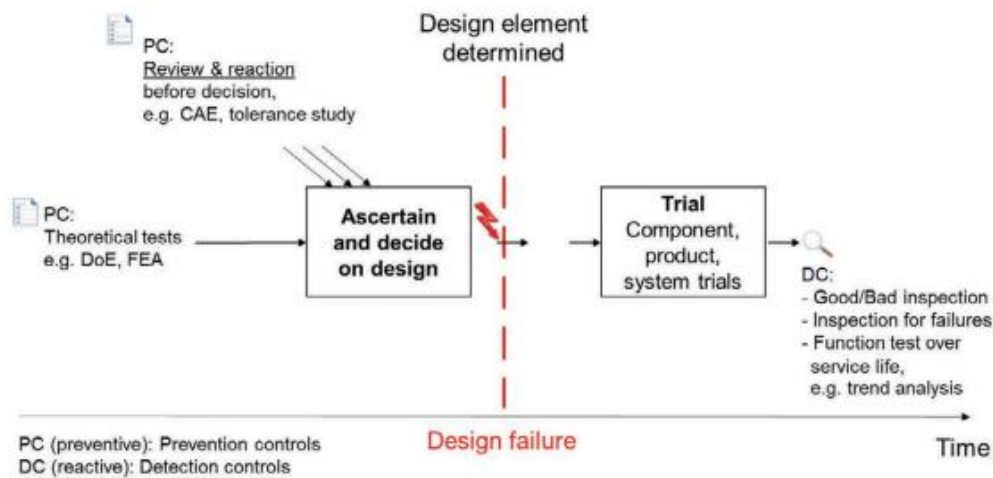 Design element
determined
PC:
Review & reaction
before decision,
e.g. CAE, tolerance study
PC:
Theoretical tests
e.g. DoE, FEA
Ascertain
and decide
on design
Trial
Component,
product,
system trials
DC:
- Good/Bad inspection
- Inspection for failures
- Function test over
service life,
e.g. trend analysis
PC (preventive): Prevention controls
DC (reactive): Detection controls
Design failure
Time